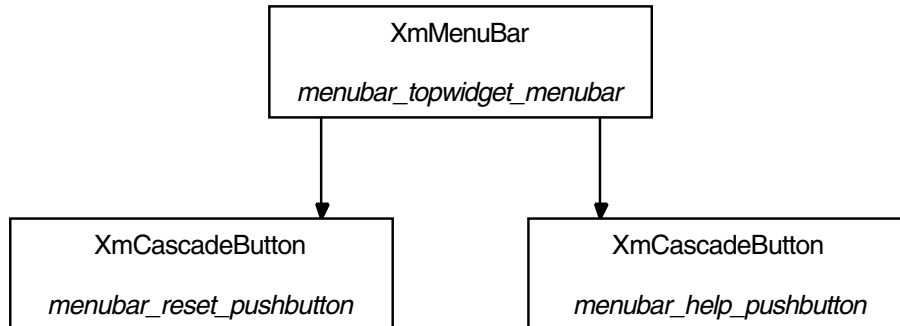 XmMenuBar
menubar_topwidget_menubar
XmCascadeButton
menubar_reset_pushbutton
XmCascadeButton
menubar_help_pushbutton